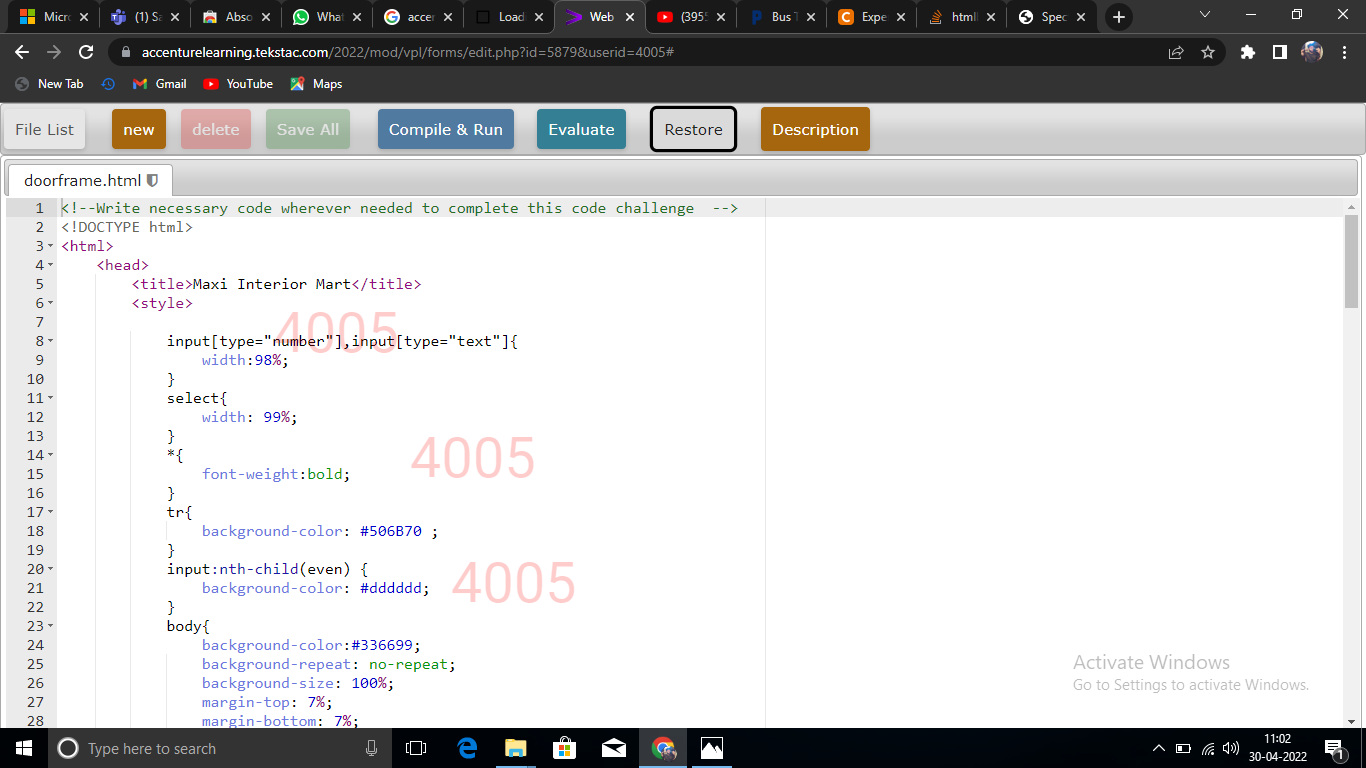 Micro (1) Sa Abso What accen Load Web (395 Bus T Expe html Spec
accenturelearning.tekstac.com/2022/mod/vpl/forms/edit.php?id=5879&userid=4005#
New Tab Gmail YouTube Maps
File List new delete Save All Compile & Run Evaluate Restore Description
doorframe.html
1 <!--Write necessary code wherever needed to complete this code challenge -->
2 <!DOCTYPE html>
3 <html>
4 <head>
5 <title>Maxi Interior Mart</title>
6 <style>
7
4005
8 input[type="number"],input[type="text"]{
9 width:98%;
10 }
11 select{
12 width: 99%;
13 }
14 *{
4005
15 font-weight:bold;
16 }
17 tr{
18 background-color: #506B70 ;
19 }
20 input:nth-child(even) {
4005
21 background-color: #dddddd;
22 }
23 body{
24 background-color:#336699;
25 background-repeat: no-repeat;
26 background-size: 100%;
27 margin-top: 7%;
28 margin-bottom: 7%;
Activate Windows
Go to Settings to activate Windows.
Type here to search
11:02
30-04-2022
1